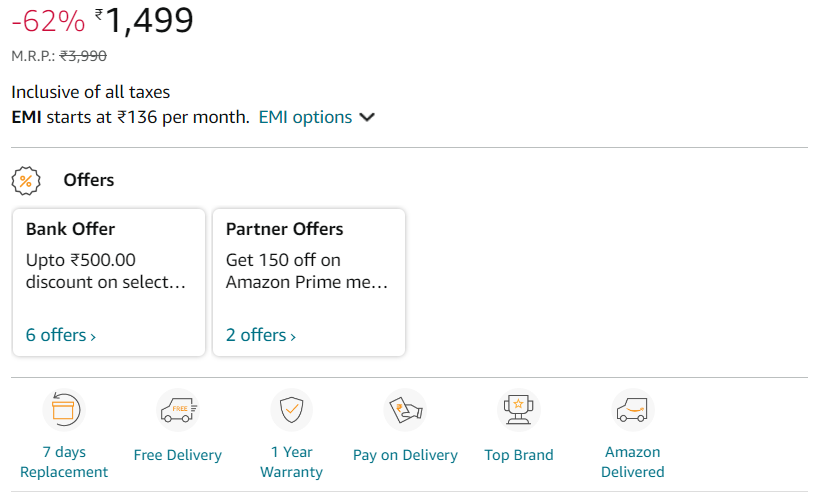 -62% ₹1,499
M.R.P.: ₹3,990
Inclusive of all taxes
EMI starts at ₹136 per month. EMI options
% Offers
Bank Offer
Upto ₹500.00
discount on select…
6 offers ›
Partner Offers
Get 150 off on
Amazon Prime me…
2 offers ›
FREE
₹
7 days
Replacement
Free Delivery
1 Year
Warranty
Pay on Delivery
Top Brand
Amazon
Delivered